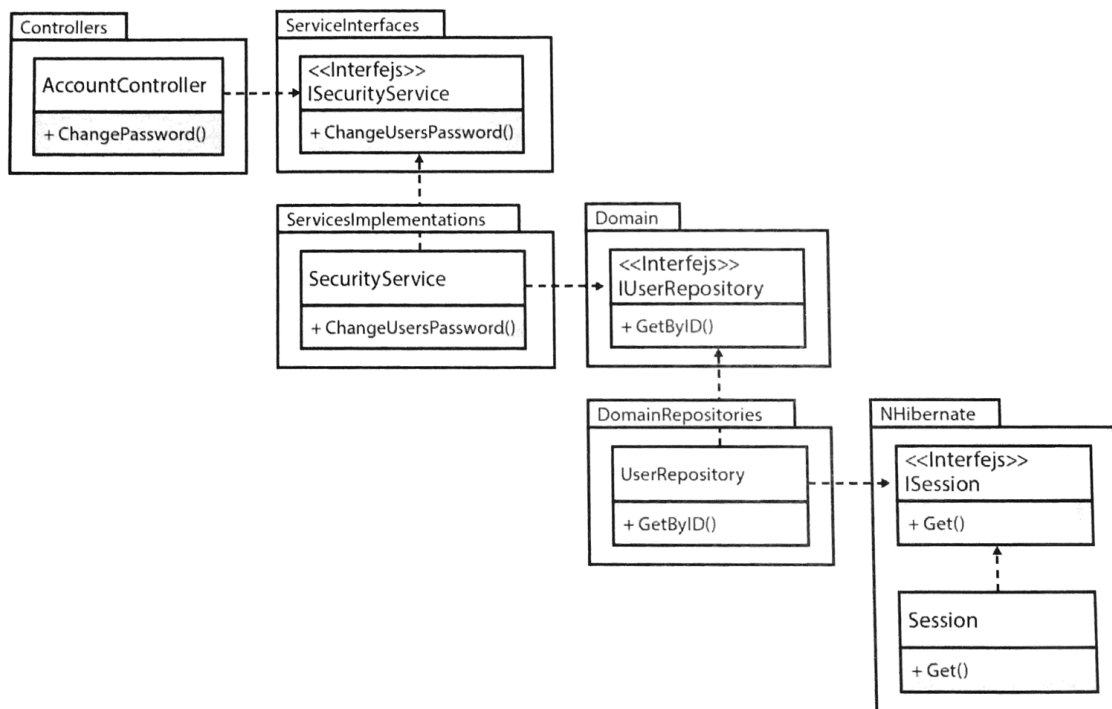 Controllers
AccountController
+ ChangePassword()
ServiceInterfaces
<<Interfejs>>
ISecurityService
+ ChangeUsersPassword()
ServicesImplementations
SecurityService
+ ChangeUsersPassword()
Domain
<<Interfejs>>
IUserRepository
+ GetByID()
DomainRepositories
UserRepository
+ GetByID()
NHibernate
<<Interfejs>>
ISession
+ Get()
Session
+ Get()